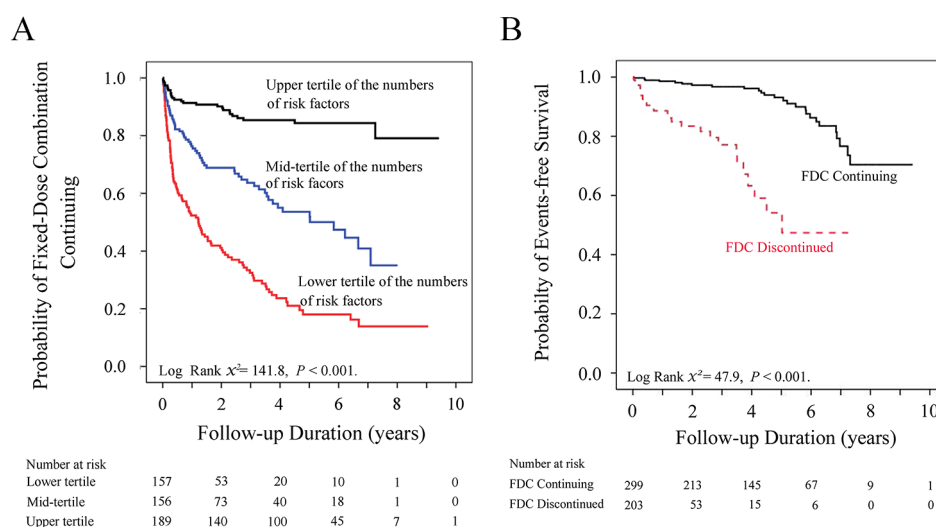 A
Probability of Fixed-Dose Combination
Continuing
1.0
0.8
0.6
0.4
0.2
0.0
Upper tertile of the numbers
of risk factors
Mid-tertile of the numbers
of risk facors
Lower tertile of the numbers
of risk factors
Log Rank x²= 141.8, P < 0.001.
0 2 4 6 8 10
Follow-up Duration (years)
Number at risk
Lower tertile 157 53 20 10 1 0
Mid-tertile 156 73 40 18 1 0
Upper tertile 189 140 100 45 7 1
B
Probabilty of Events-free Survival
1.0
0.8
0.6
0.4
0.2
0.0
FDC Continuing
FDC Discontinued
Log Rank x²= 47.9, P < 0.001.
0 2 4 6 8 10
Follow-up Duration (years)
Number at risk
FDC Continuing 299 213 145 67 9 1
FDC Discontinued 203 53 15 6 0 0